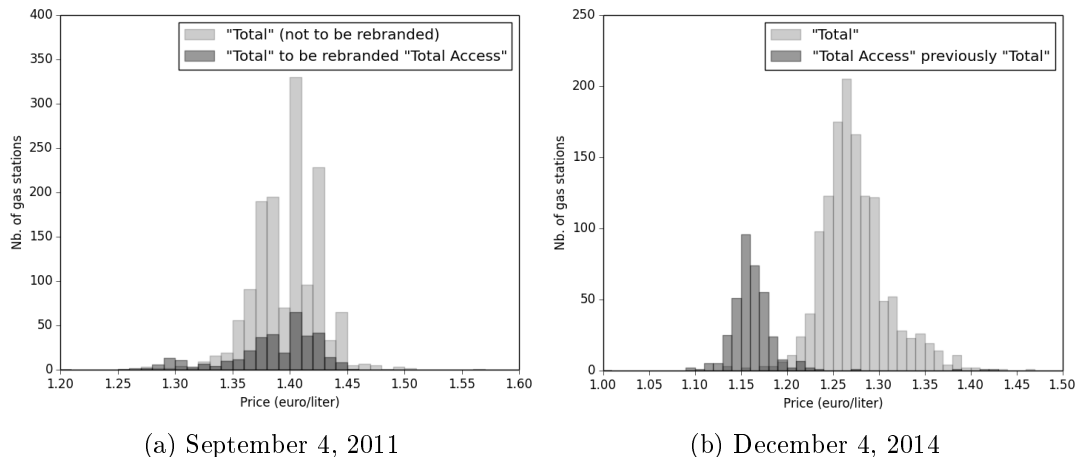 400
350
300
250
200
150
100
50
0
Nb. of gas stations
"Total" (not to be rebranded)
"Total" to be rebranded "Total Access"
1.20 1.25 1.30 1.35 1.40 1.45 1.50 1.55 1.60
Price (euro/liter)
(a) September 4, 2011
250
200
150
100
50
0
Nb. of gas stations
"Total"
"Total Access" previously "Total"
1.00 1.05 1.10 1.15 1.20 1.25 1.30 1.35 1.40 1.45 1.50
Price (euro/liter)
(b) December 4, 2014